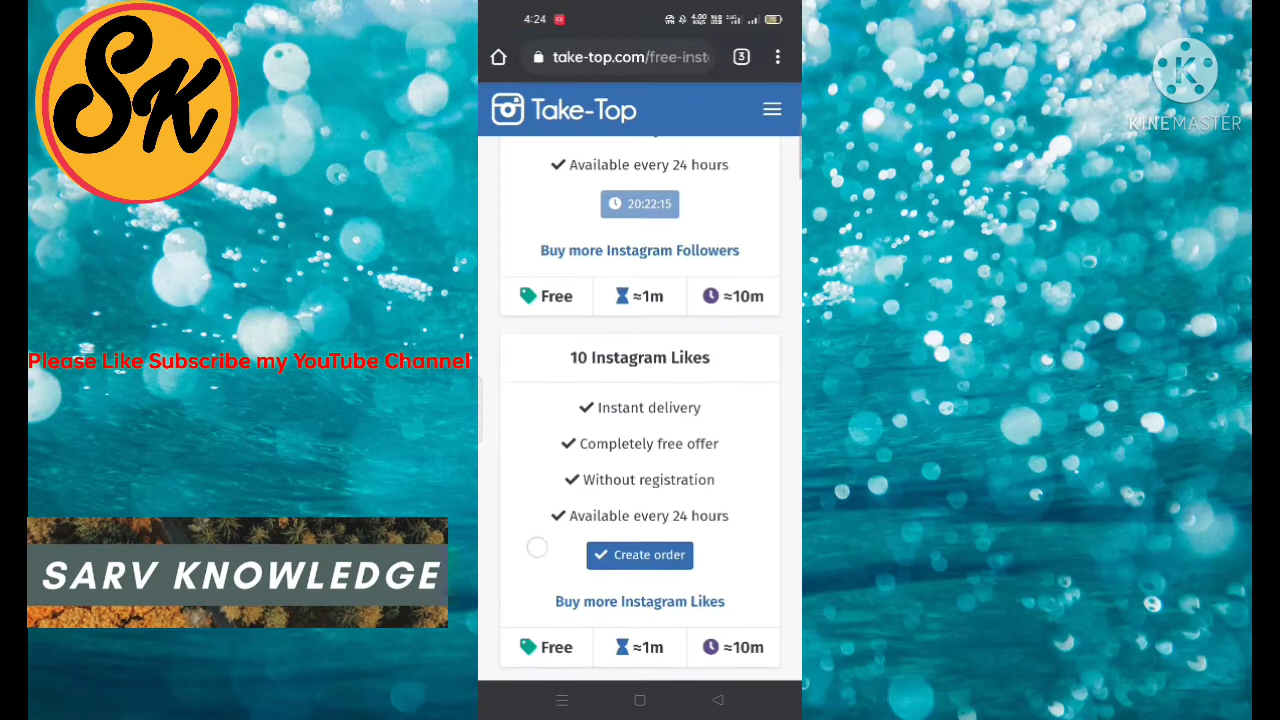 SK
Please Like Subscribe my YouTube Channel
SARV KNOWLEDGE
4:24
take-top.com/free-inst
3
Take-Top
Available every 24 hours
20:22:15
Buy more Instagram Followers
Free
≈1m
≈10m
10 Instagram Likes
Instant delivery
Completely free offer
Without registration
Available every 24 hours
Create order
Buy more Instagram Likes
Free
≈1m
≈10m
K
KINEMASTER